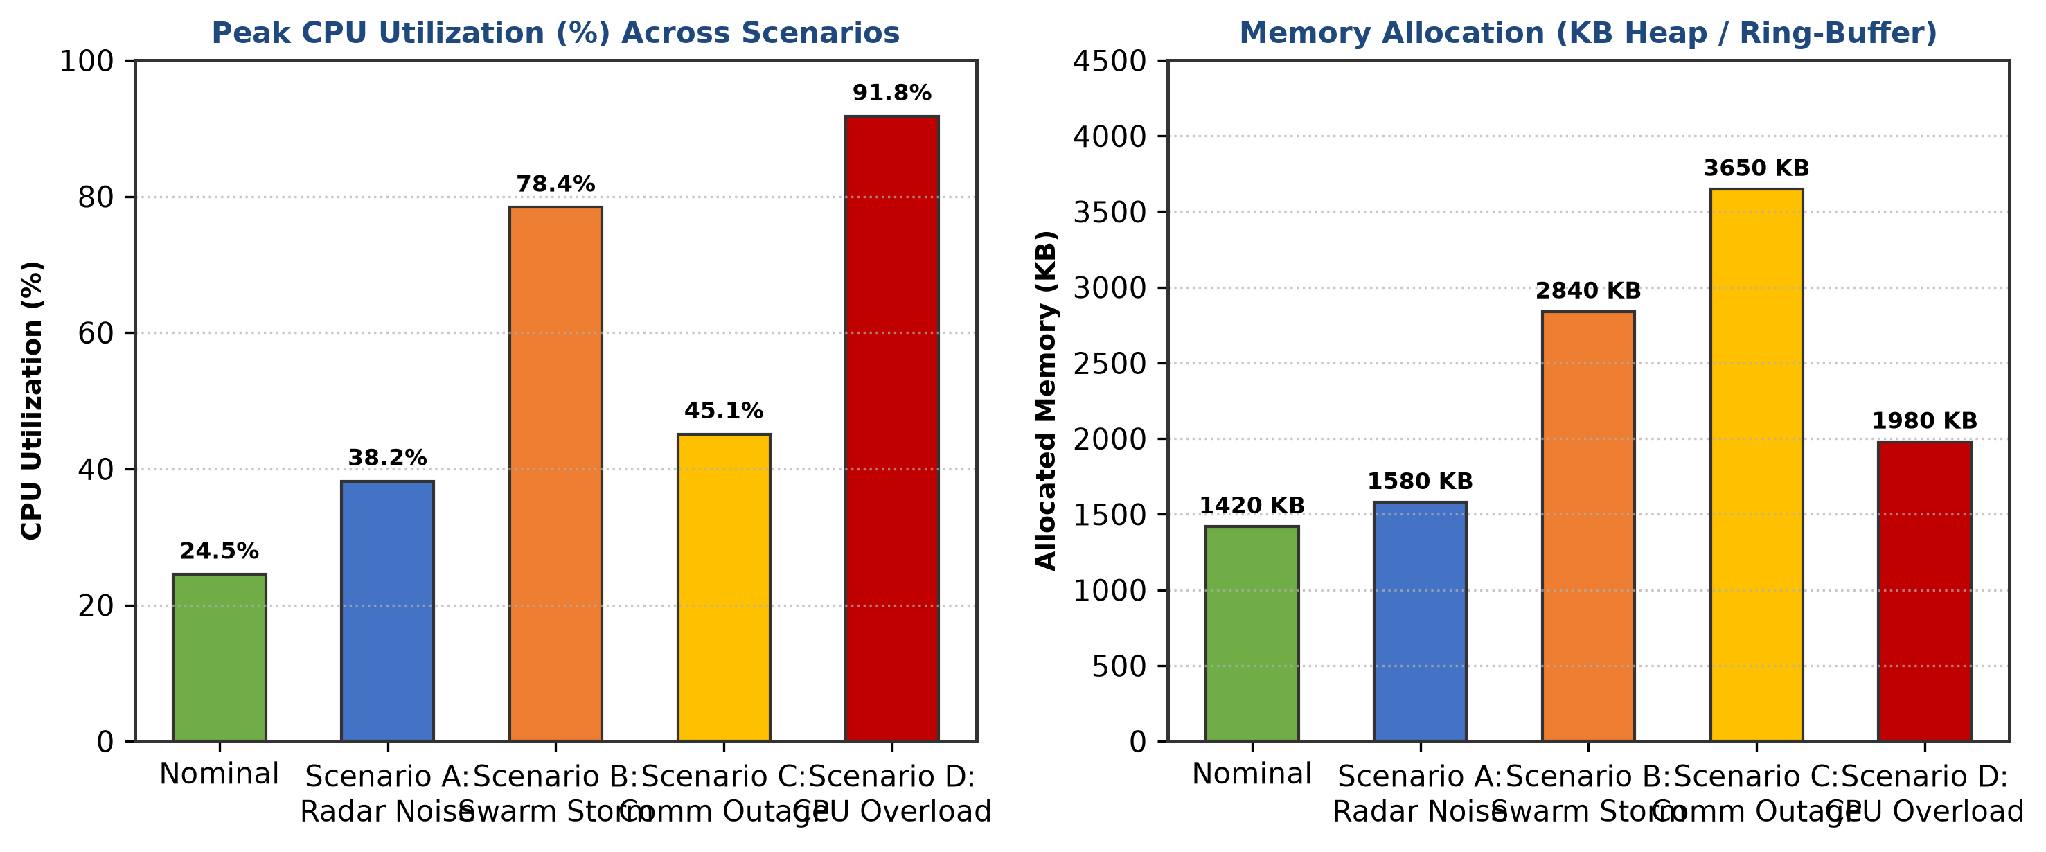 Peak CPU Utilization (%) Across Scenarios
CPU Utilization (%)
100
80
60
40
20
0
24.5%
38.2%
78.4%
45.1%
91.8%
Nominal
Scenario A:
Radar Noise
Scenario B:
Swarm Storm
Scenario C:
Comm Outage
Scenario D:
CPU Overload
Memory Allocation (KB Heap / Ring-Buffer)
Allocated Memory (KB)
4500
4000
3500
3000
2500
2000
1500
1000
500
0
1420 KB
1580 KB
2840 KB
3650 KB
1980 KB
Nominal
Scenario A:
Radar Noise
Scenario B:
Swarm Storm
Scenario C:
Comm Outage
Scenario D:
CPU Overload